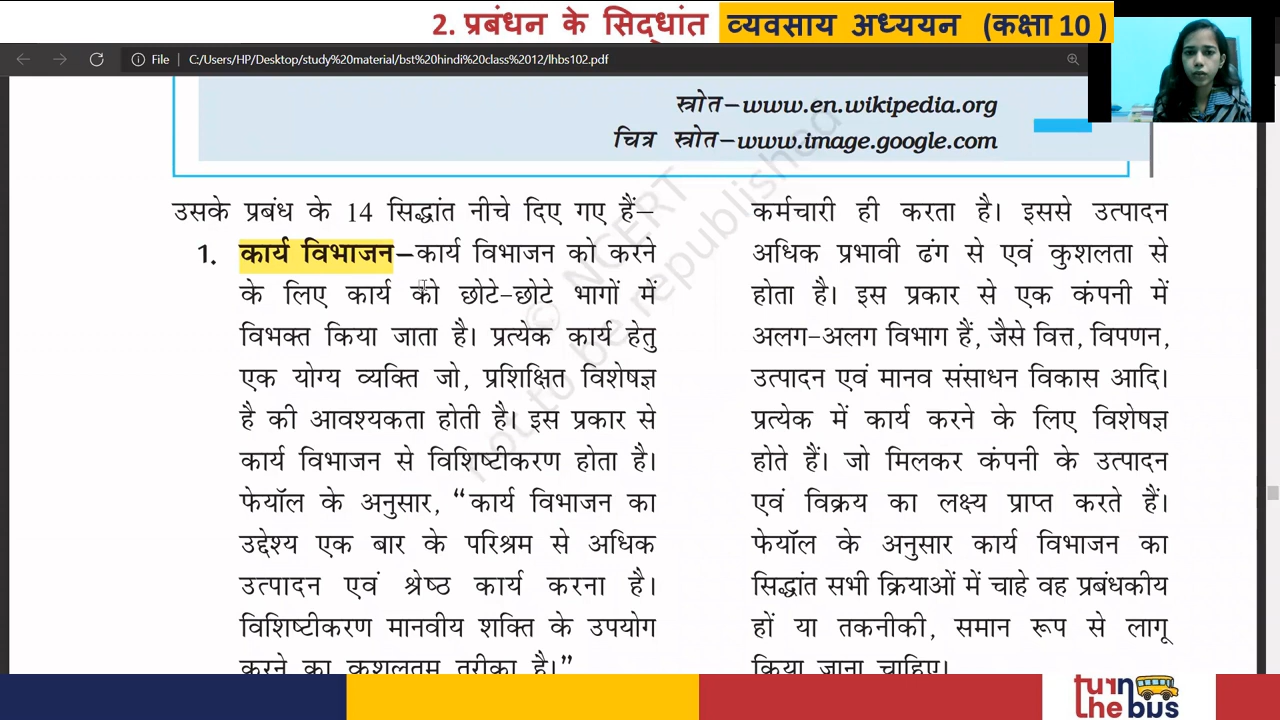 2. प्रबंधन के सिद्धांत व्यवसाय अध्ययन (कक्षा 10)
File C:/Users/HP/Desktop/study%20material/bst%20hindi%20class%2012/lhbs102.pdf
स्त्रोत–www.en.wikipedia.org
चित्र स्त्रोत–www.image.google.com
उसके प्रबंध के 14 सिद्धांत नीचे दिए गए हैं–
1. कार्य विभाजन–कार्य विभाजन को करने
के लिए कार्य को छोटे-छोटे भागों में
विभक्त किया जाता है। प्रत्येक कार्य हेतु
एक योग्य व्यक्ति जो, प्रशिक्षित विशेषज्ञ
है की आवश्यकता होती है। इस प्रकार से
कार्य विभाजन से विशिष्टीकरण होता है।
फेयॉल के अनुसार, “कार्य विभाजन का
उद्देश्य एक बार के परिश्रम से अधिक
उत्पादन एवं श्रेष्ठ कार्य करना है।
विशिष्टीकरण मानवीय शक्ति के उपयोग
करने का कुशलतम तरीका है।”
कर्मचारी ही करता है। इससे उत्पादन
अधिक प्रभावी ढंग से एवं कुशलता से
होता है। इस प्रकार से एक कंपनी में
अलग-अलग विभाग हैं, जैसे वित्त, विपणन,
उत्पादन एवं मानव संसाधन विकास आदि।
प्रत्येक में कार्य करने के लिए विशेषज्ञ
होते हैं। जो मिलकर कंपनी के उत्पादन
एवं विक्रय का लक्ष्य प्राप्त करते हैं।
फेयॉल के अनुसार कार्य विभाजन का
सिद्धांत सभी क्रियाओं में चाहे वह प्रबंधकीय
हों या तकनीकी, समान रूप से लागू
किया जाना चाहिए।
© NCERT
not to be republished
turn
the bus